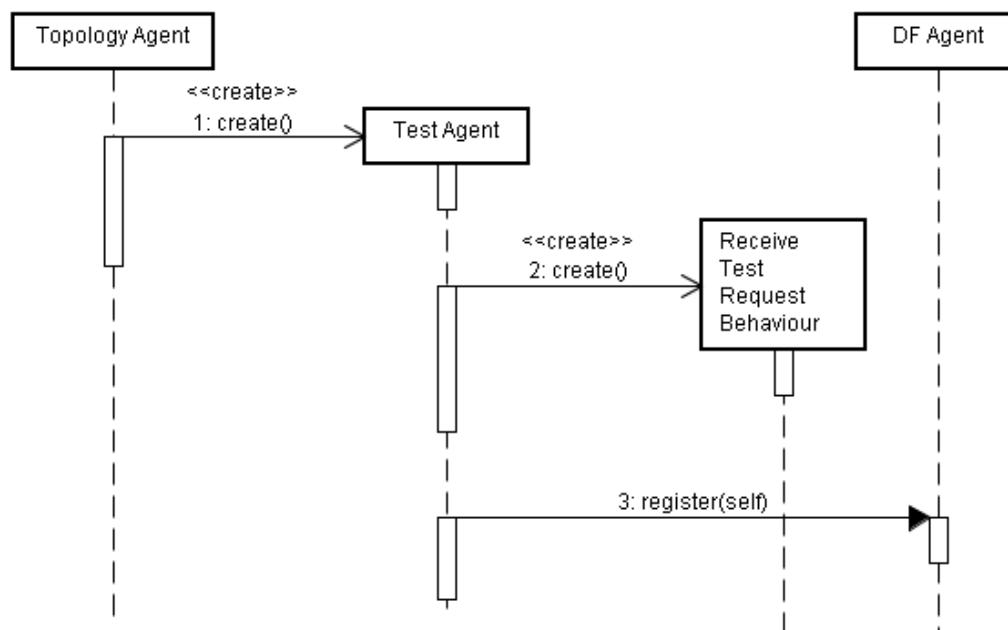 Topology Agent
DF Agent
<<create>>
1: create()
Test Agent
<<create>>
2: create()
Receive
Test
Request
Behaviour
3: register(self)